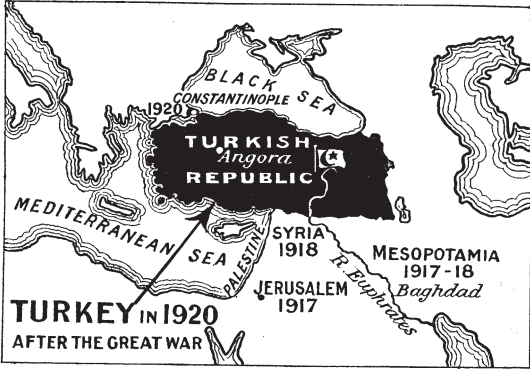 BLACK SEA
CONSTANTINOPLE
1920
TURKISH
Angora
REPUBLIC
MEDITERRANEAN SEA
PALESTINE
SYRIA
1918
MESOPOTAMIA
1917-18
Baghdad
R. Euphrates
JERUSALEM
1917
TURKEY IN 1920
AFTER THE GREAT WAR